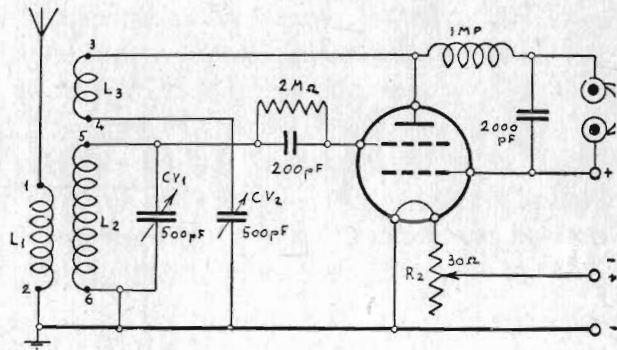 1MP
3
L3
4
2MΩ
5
200pF
2000
pF
1
CV1
500pF
CV2
500pF
L1
L2
R2
30Ω
2
6
+
-
+
-